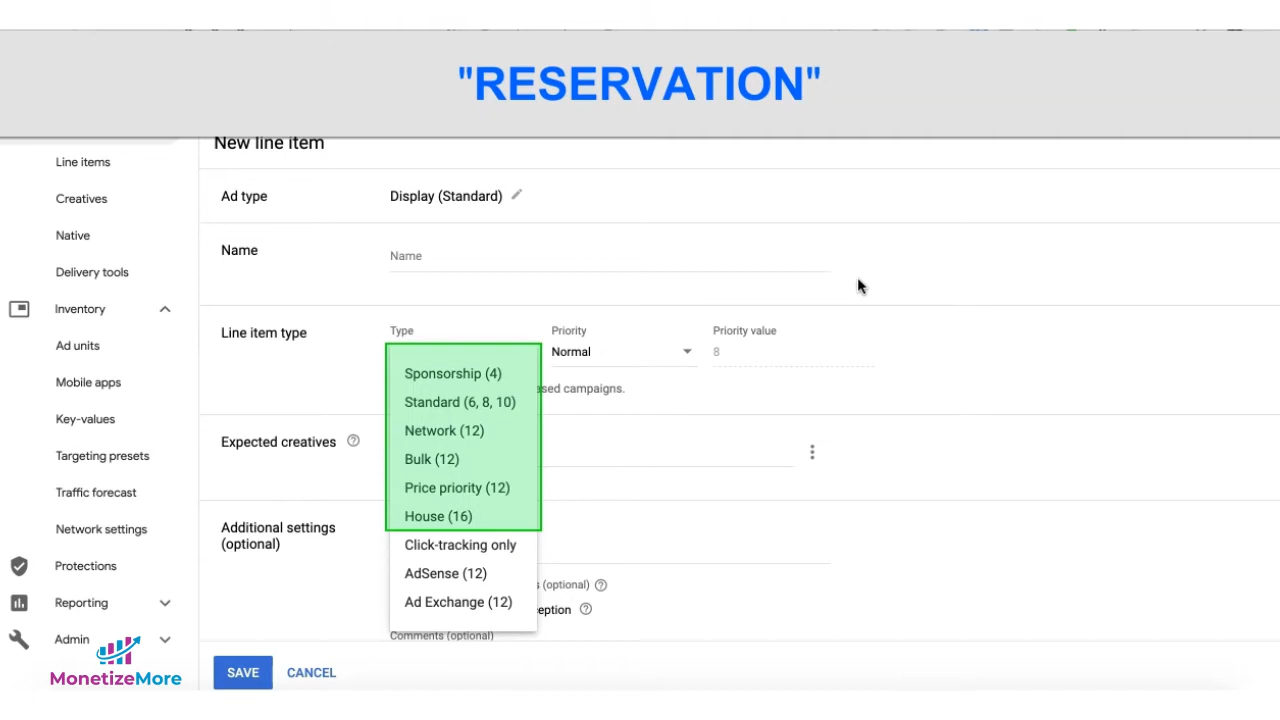 "RESERVATION"
New line item
Line items
Creatives
Native
Delivery tools
Inventory
Ad units
Mobile apps
Key-values
Targeting presets
Traffic forecast
Network settings
Protections
Reporting
Admin
MonetizeMore
Ad type
Display (Standard)
Name
Name
Line item type
Type
Priority
Priority value
Normal
8
Sponsorship (4)
Standard (6, 8, 10)
Network (12)
Bulk (12)
Price priority (12)
House (16)
Click-tracking only
AdSense (12)
Ad Exchange (12)
ased campaigns.
Expected creatives
Additional settings
(optional)
s (optional)
eption
Comments (optional)
SAVE
CANCEL